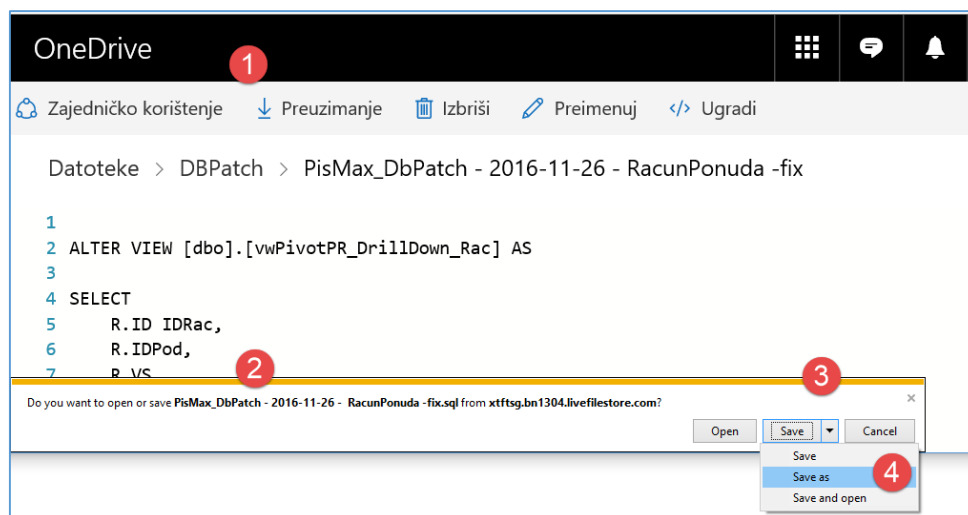 OneDrive
1
Zajedničko korištenje Preuzimanje Izbriši Preimenuj </> Ugradi
Datoteke > DBPatch > PisMax_DbPatch - 2016-11-26 - RacunPonuda -fix
1
2 ALTER VIEW [dbo].[vwPivotPR_DrillDown_Rac] AS
3
4 SELECT
5 R.ID IDRac,
6 R.IDPod,
7 R.VS
2
3
Do you want to open or save PisMax_DbPatch - 2016-11-26 - RacunPonuda -fix.sql from xtftsg.bn1304.livefilestore.com?
Open Save Cancel
Save
Save as 4
Save and open